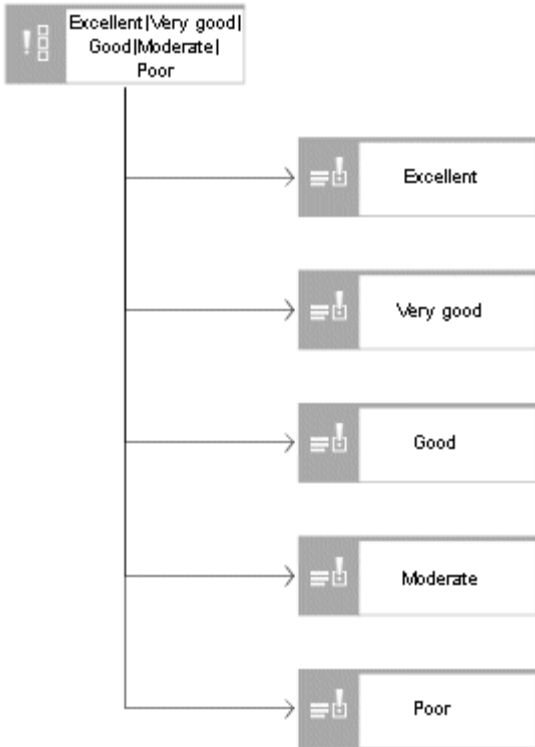 Excellent|Very good|
Good|Moderate|
Poor
Excellent
Very good
Good
Moderate
Poor